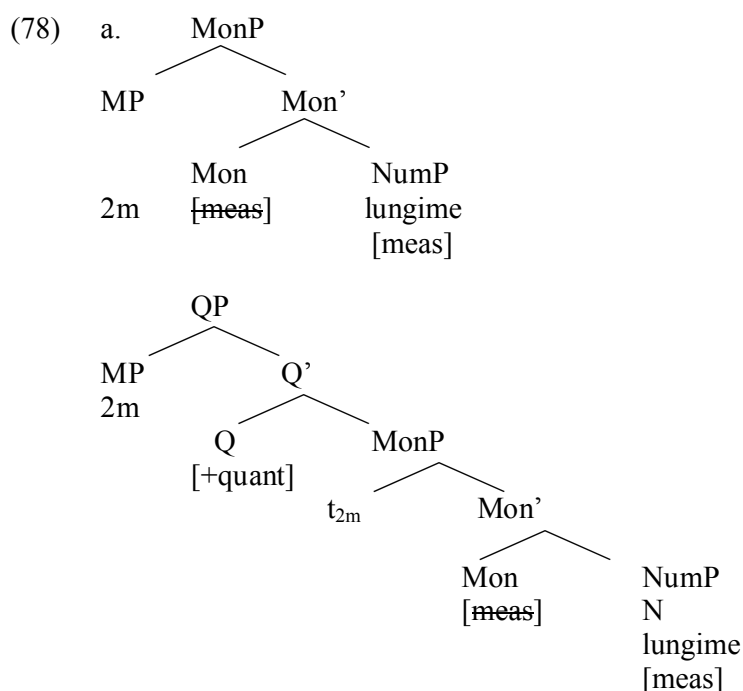 (78) a. MonP
MP Mon’
Mon NumP
2m [meas] lungime
[meas]
QP
MP Q’
2m
Q MonP
[+quant]
t2m Mon’
Mon NumP
[meas] N
lungime
[meas]